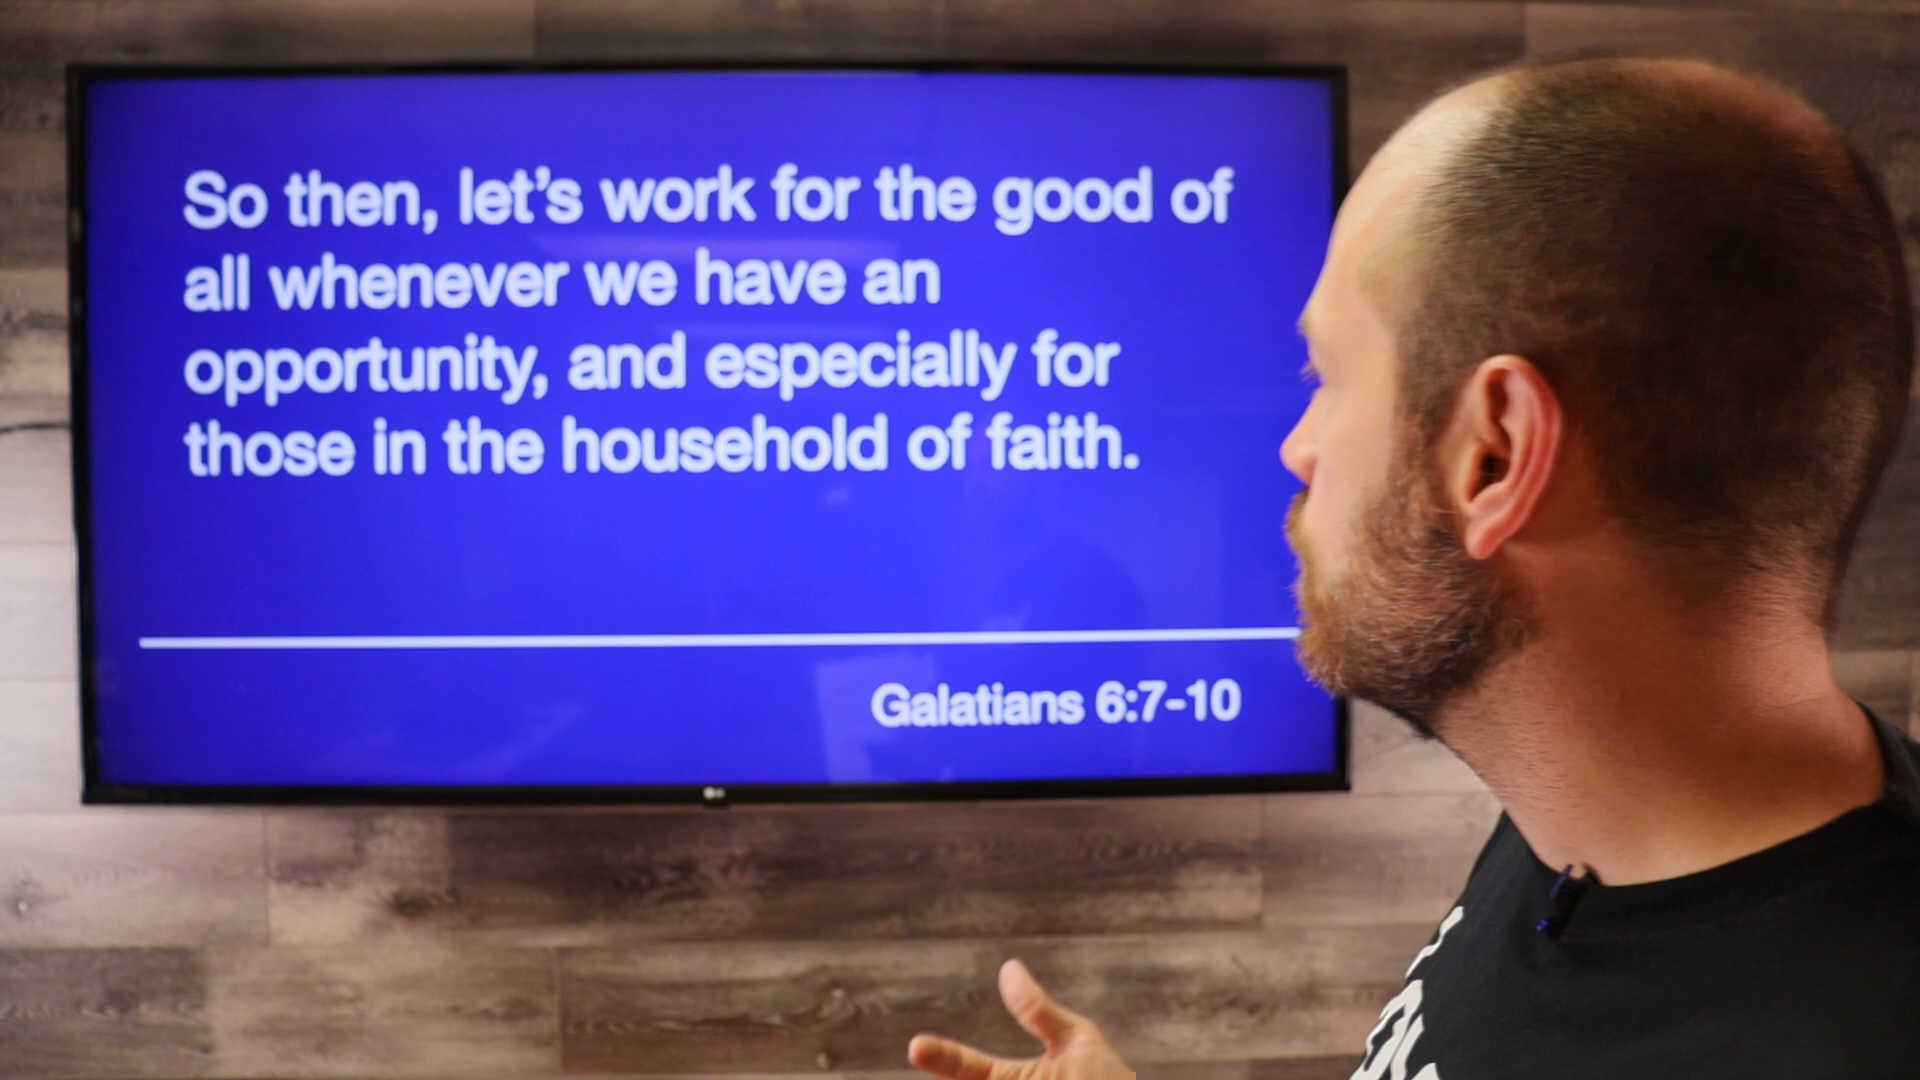 So then, let’s work for the good of
all whenever we have an
opportunity, and especially for
those in the household of faith.
Galatians 6:7-10